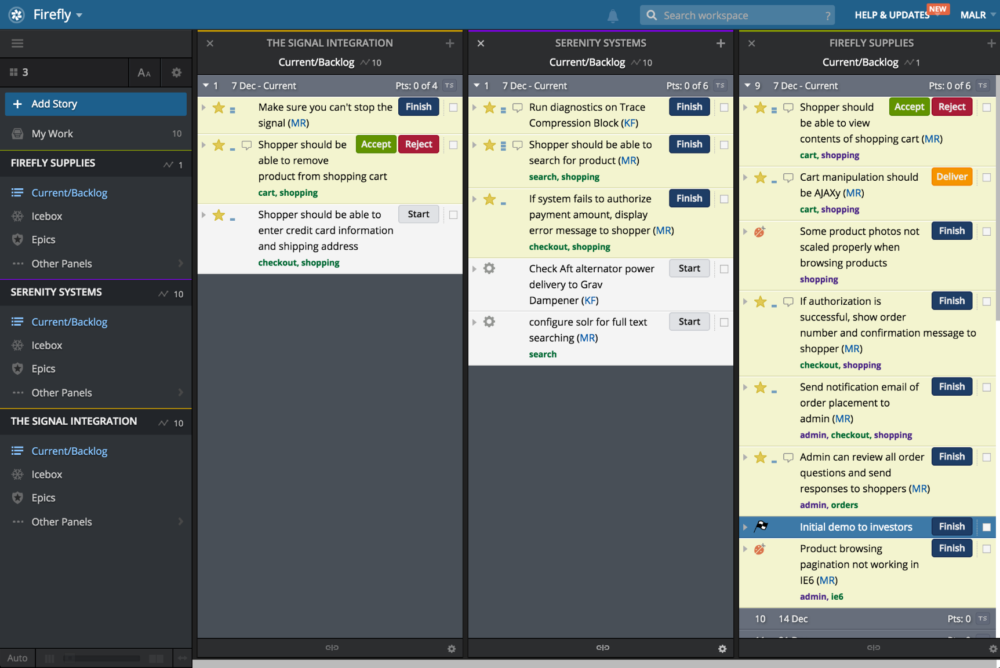 Firefly
Search workspace ?
HELP & UPDATES
NEW
MALR
3
AA
Add Story
My Work 10
FIREFLY SUPPLIES 1
Current/Backlog
Icebox
Epics
Other Panels
SERENITY SYSTEMS 10
Current/Backlog
Icebox
Epics
Other Panels
THE SIGNAL INTEGRATION 10
Current/Backlog
Icebox
Epics
Other Panels
Auto
THE SIGNAL INTEGRATION
Current/Backlog 10
1 7 Dec - Current Pts: 0 of 4 TS
Make sure you can't stop the Finish
signal (MR)
Shopper should be Accept Reject
able to remove
product from shopping cart
cart, shopping
Shopper should be able to Start
enter credit card information
and shipping address
checkout, shopping
SERENITY SYSTEMS
Current/Backlog 10
1 7 Dec - Current Pts: 0 of 6 TS
Run diagnostics on Trace Finish
Compression Block (KF)
Shopper should be able to Finish
search for product (MR)
search, shopping
If system fails to authorize Finish
payment amount, display
error message to shopper (MR)
checkout, shopping
Check Aft alternator power Start
delivery to Grav
Dampener (KF)
configure solr for full text Start
searching (MR)
search
FIREFLY SUPPLIES
Current/Backlog 1
9 7 Dec - Current Pts: 0 of 6 TS
Shopper should Accept Reject
be able to view
contents of shopping cart (MR)
cart, shopping
Cart manipulation should Deliver
be AJAXy (MR)
cart, shopping
Some product photos not Finish
scaled properly when
browsing products
shopping
If authorization is Finish
successful, show order
number and confirmation message to
shopper (MR)
checkout, shopping
Send notification email of Finish
order placement to
admin (MR)
admin, checkout, shopping
Admin can review all order Finish
questions and send
responses to shoppers (MR)
admin, orders
Initial demo to investors Finish
Product browsing Finish
pagination not working in
IE6 (MR)
admin, ie6
10 14 Dec Pts: 0 TS